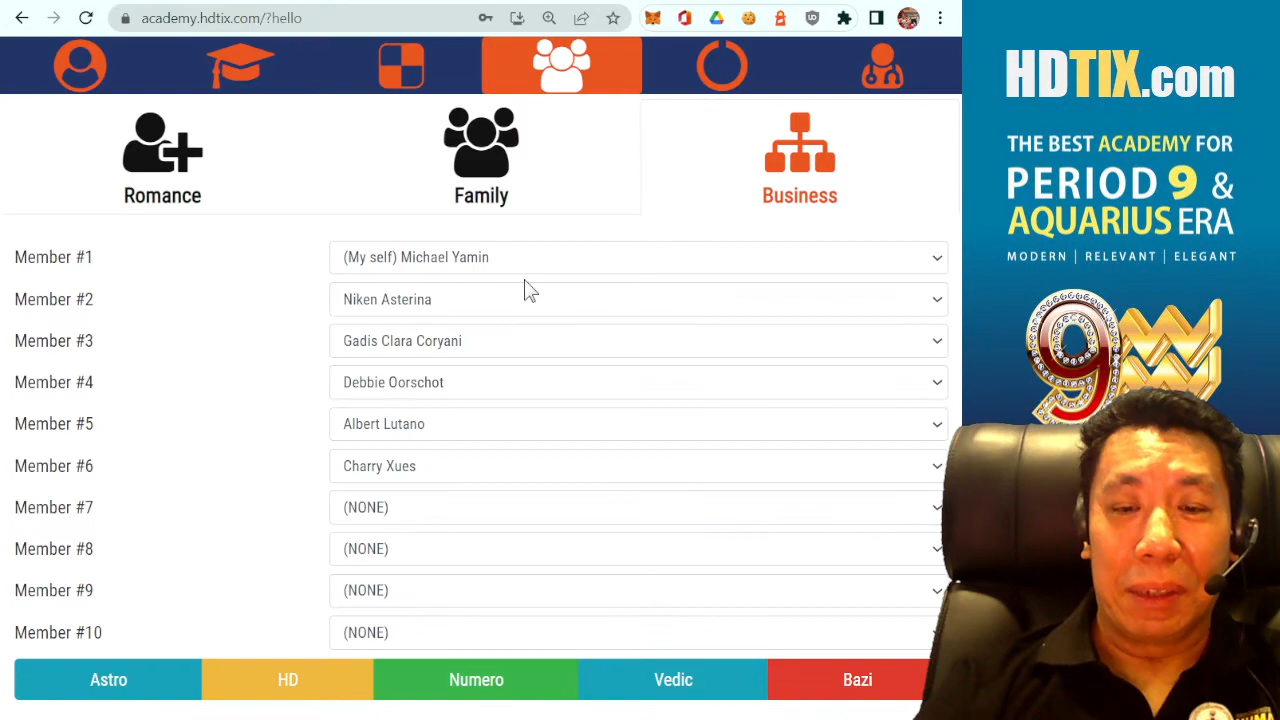 academy.hdtix.com/?hello
Romance
Family
Business
Member #1
(My self) Michael Yamin
Member #2
Niken Asterina
Member #3
Gadis Clara Coryani
Member #4
Debbie Oorschot
Member #5
Albert Lutano
Member #6
Charry Xues
Member #7
(NONE)
Member #8
(NONE)
Member #9
(NONE)
Member #10
(NONE)
Astro
HD
Numero
Vedic
Bazi
HDTIX.com
THE BEST ACADEMY FOR
PERIOD 9 &
AQUARIUS ERA
MODERN | RELEVANT | ELEGANT
9